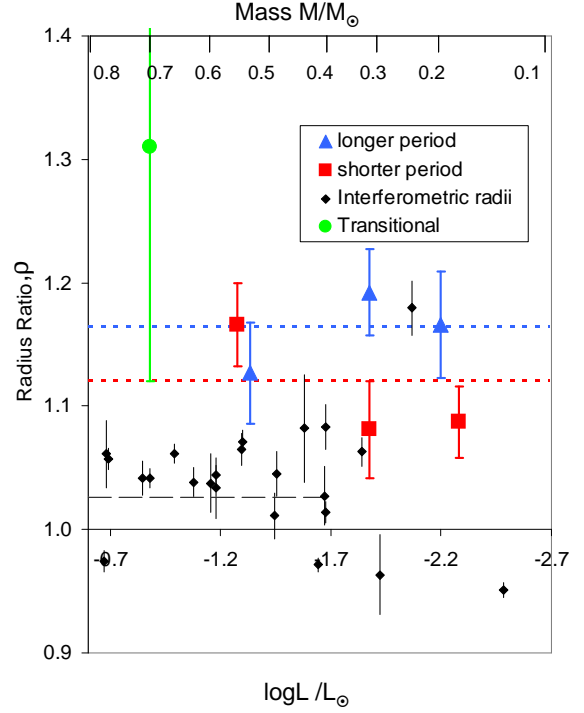 Mass M/M☉
1.4
0.8 0.7 0.6 0.5 0.4 0.3 0.2 0.1
1.3
longer period
shorter period
Interferometric radii
Transitional
Radius Ratio,ρ
1.2
1.1
1.0
-0.7 -1.2 -1.7 -2.2 -2.7
0.9
logL /L☉